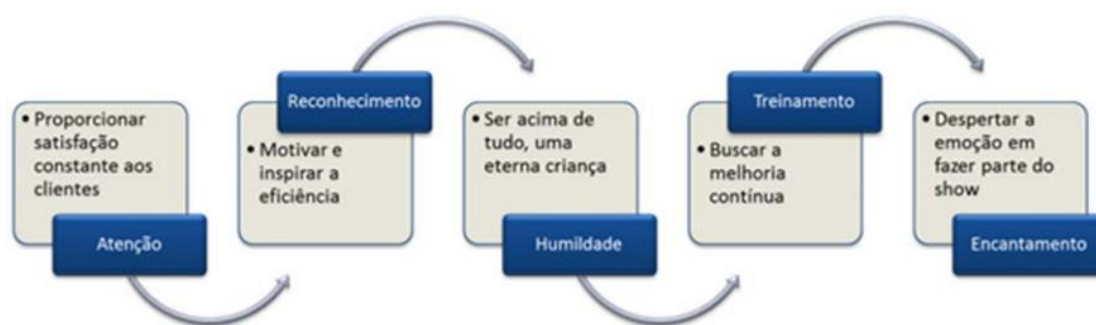 • Proporcionar
satisfação
constante aos
clientes
Atenção
Reconhecimento
• Motivar e
inspirar a
eficiência
• Ser acima de
tudo, uma
eterna criança
Humildade
Treinamento
• Buscar a
melhoria
contínua
• Despertar a
emoção em
fazer parte do
show
Encantamento